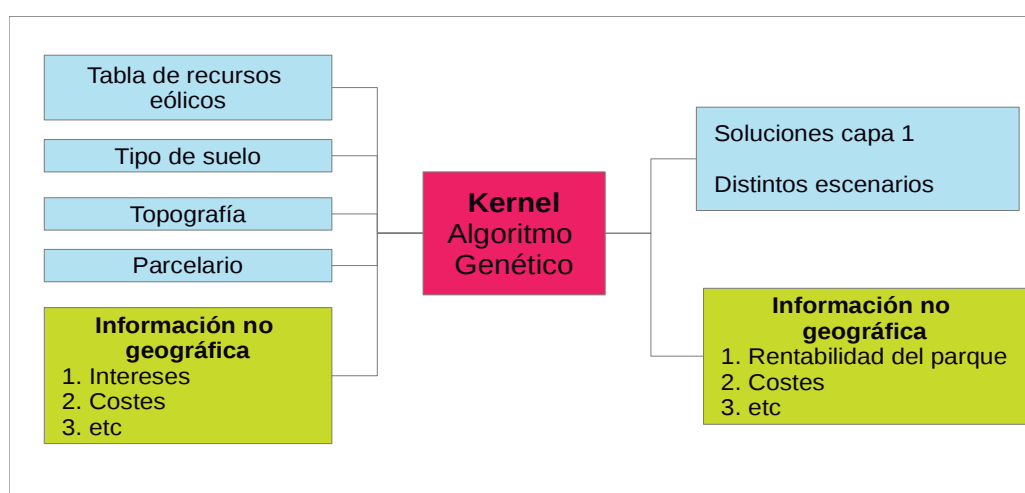 Tabla de recursos
eólicos
Tipo de suelo
Topografía
Parcelario
Información no
geográfica
1. Intereses
2. Costes
3. etc
Kernel
Algoritmo
Genético
Soluciones capa 1
Distintos escenarios
Información no
geográfica
1. Rentabilidad del parque
2. Costes
3. etc